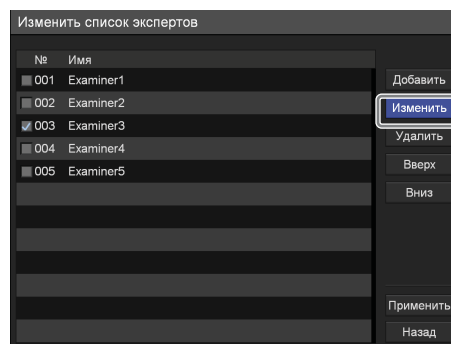 Изменить список экспертов
№ Имя
001 Examiner1
002 Examiner2
003 Examiner3
004 Examiner4
005 Examiner5
Добавить
Изменить
Удалить
Вверх
Вниз
Применить
Назад